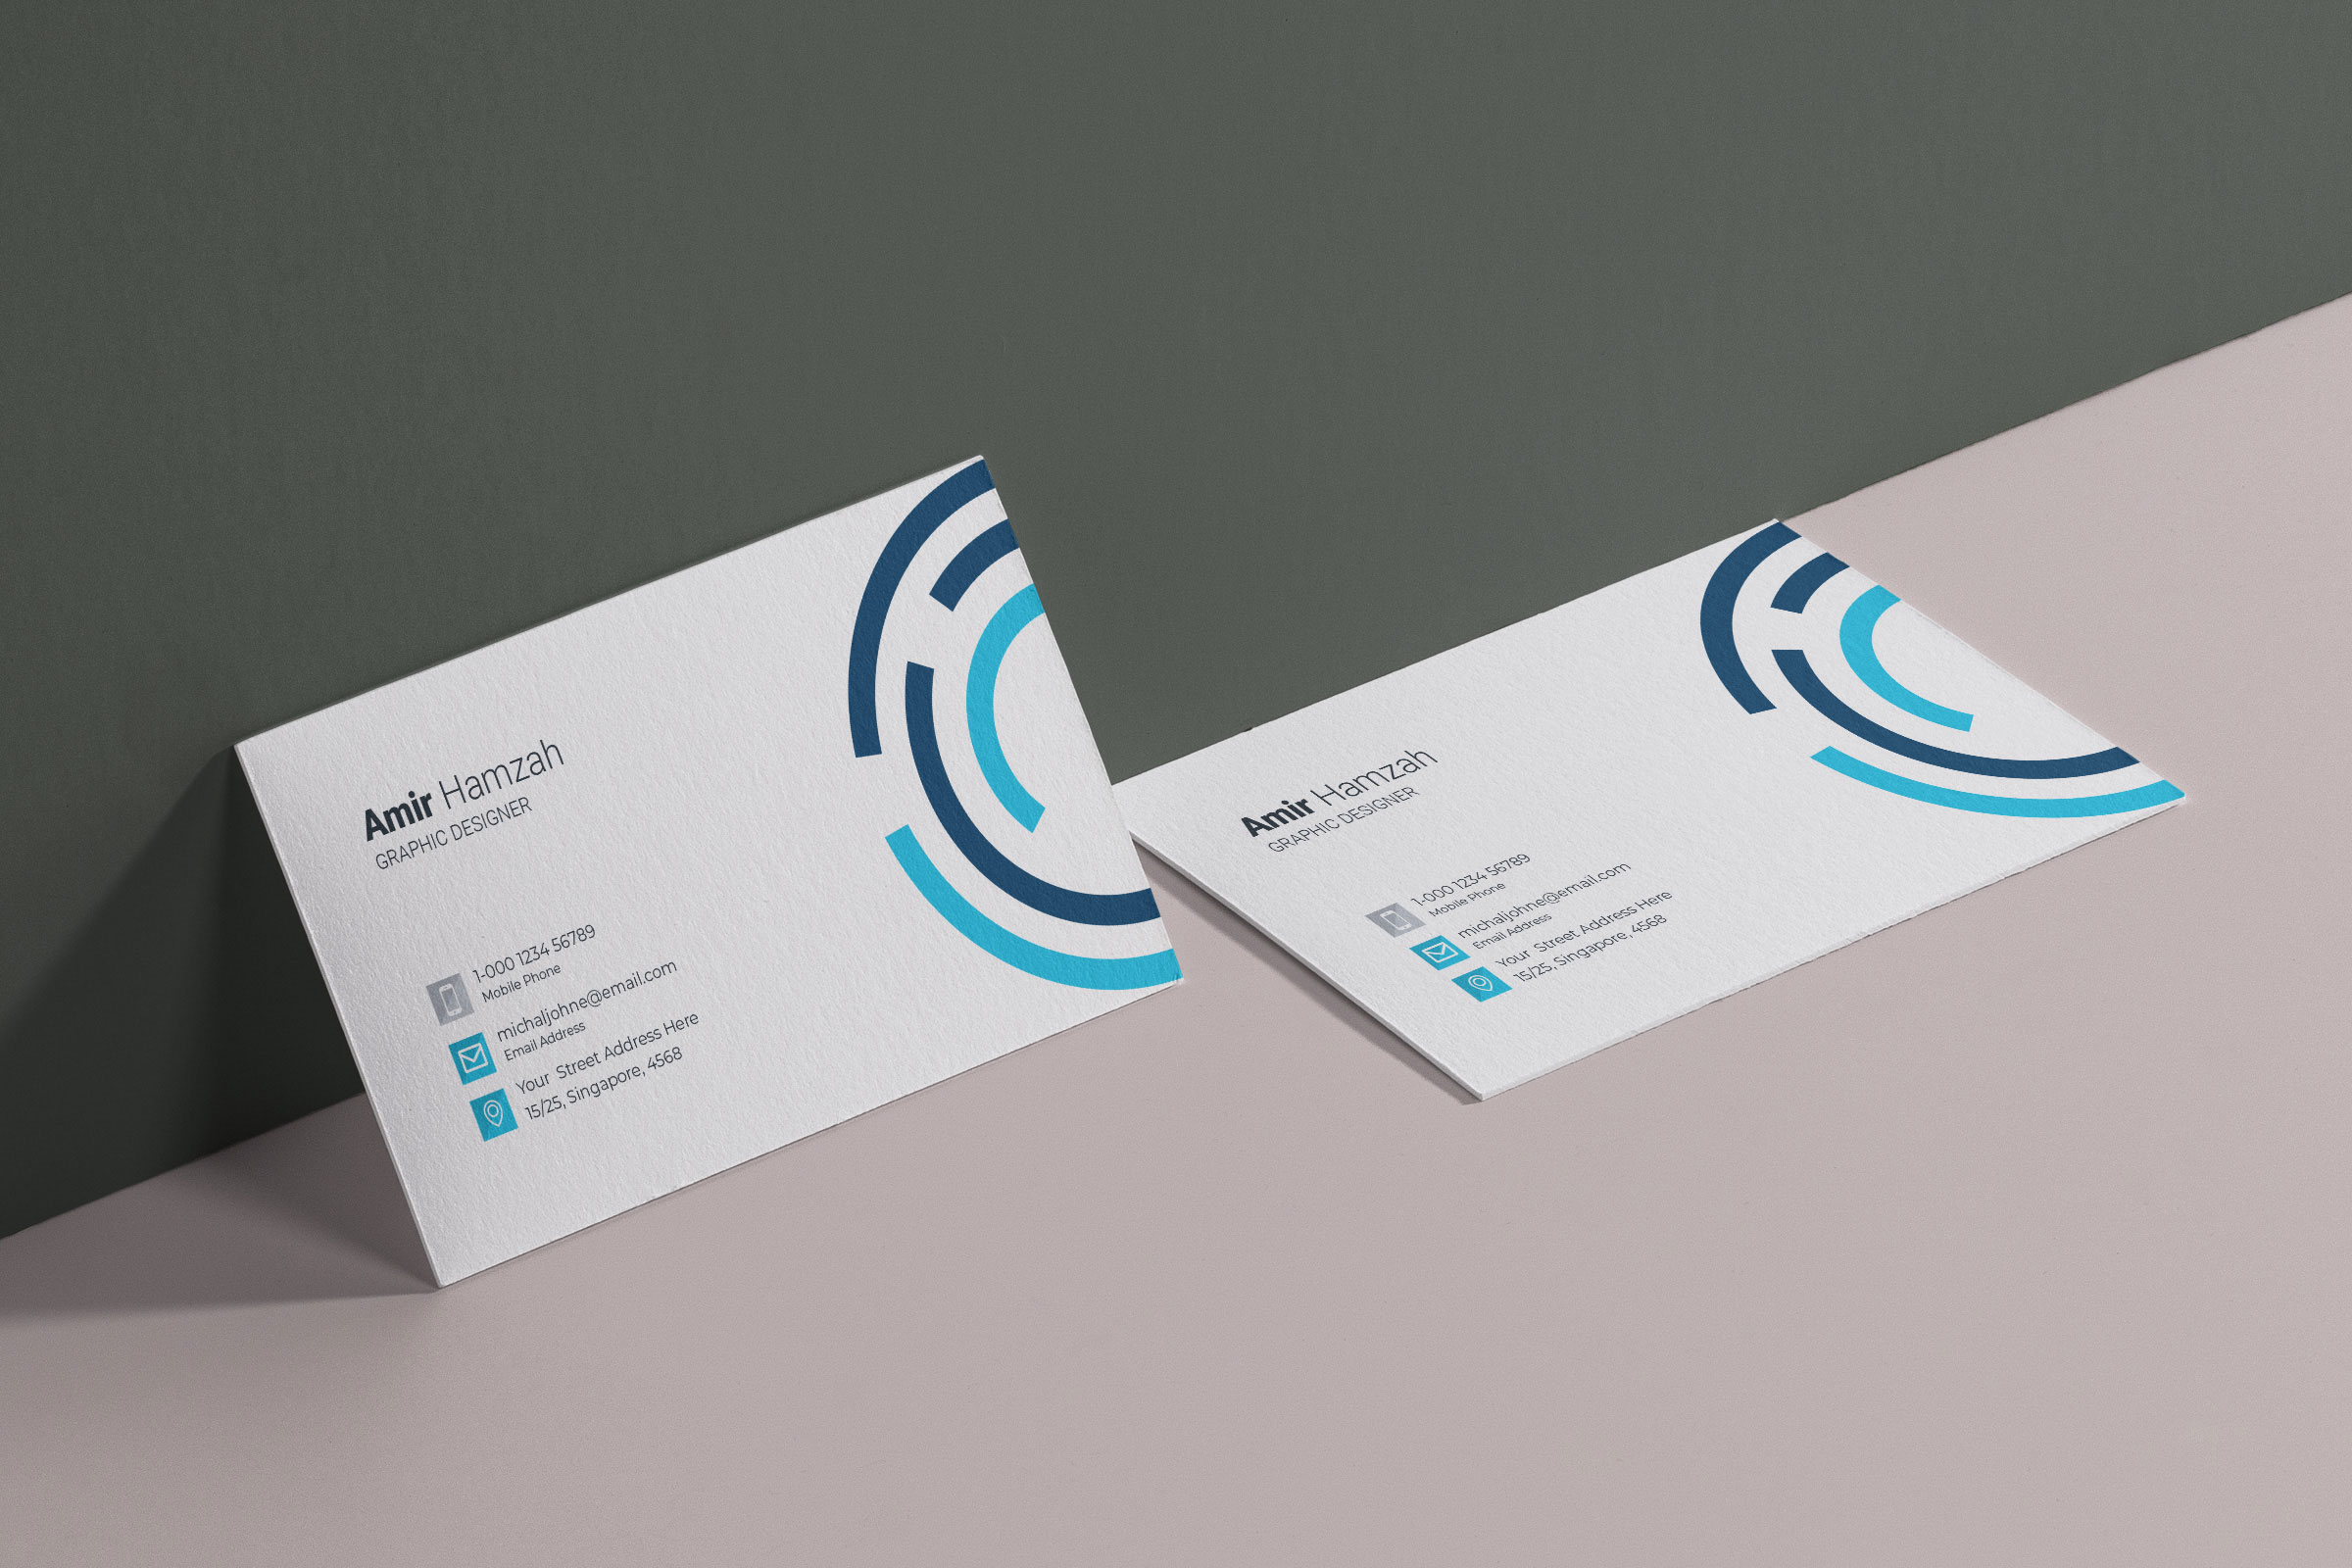 Amir Hamzah
GRAPHIC DESIGNER
1-000 1234 56789
Mobile Phone
michaljohne@email.com
Email Address
Your Street Address Here
15/25, Singapore, 4568
Amir Hamzah
GRAPHIC DESIGNER
1-000 1234 56789
Mobile Phone
michaljohne@email.com
Email Address
Your Street Address Here
15/25, Singapore, 4568